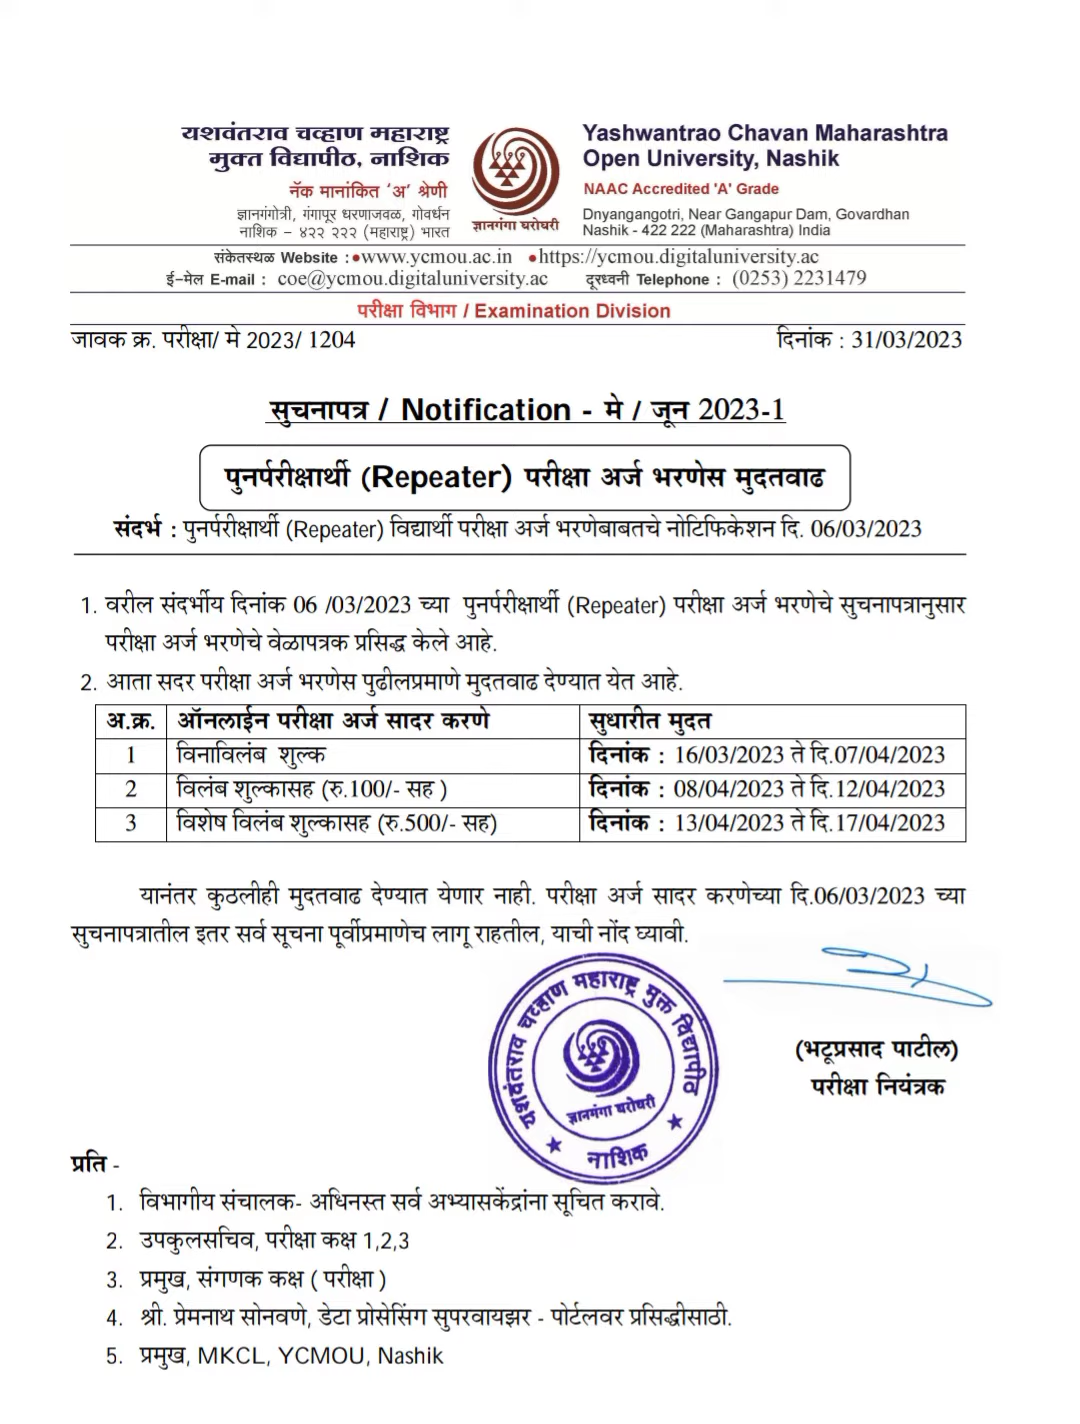 यशवंतराव चव्हाण महाराष्ट्र
मुक्त विद्यापीठ, नाशिक
नॅक मानांकित ‘अ’ श्रेणी
ज्ञानगंगोत्री, गंगापूर धरणाजवळ, गोवर्धन
नाशिक – ४२२ २२२ (महाराष्ट्र) भारत
ज्ञानगंगा घरोघरी
Yashwantrao Chavan Maharashtra
Open University, Nashik
NAAC Accredited 'A' Grade
Dnyangangotri, Near Gangapur Dam, Govardhan
Nashik - 422 222 (Maharashtra) India
संकेतस्थळ Website : •www.ycmou.ac.in •https://ycmou.digitaluniversity.ac
ई-मेल E-mail : coe@ycmou.digitaluniversity.ac दूरध्वनी Telephone : (0253) 2231479
परीक्षा विभाग / Examination Division
जावक क्र. परीक्षा/ मे 2023/ 1204 दिनांक : 31/03/2023
सुचनापत्र / Notification - मे / जून 2023-1
पुनर्परीक्षार्थी (Repeater) परीक्षा अर्ज भरणेस मुदतवाढ
संदर्भ : पुनर्परीक्षार्थी (Repeater) विद्यार्थी परीक्षा अर्ज भरणेबाबतचे नोटिफिकेशन दि. 06/03/2023
1. वरील संदर्भीय दिनांक 06 /03/2023 च्या पुनर्परीक्षार्थी (Repeater) परीक्षा अर्ज भरणेचे सुचनापत्रानुसार
परीक्षा अर्ज भरणेचे वेळापत्रक प्रसिद्ध केले आहे.
2. आता सदर परीक्षा अर्ज भरणेस पुढीलप्रमाणे मुदतवाढ देण्यात येत आहे.
अ.क्र. ऑनलाईन परीक्षा अर्ज सादर करणे सुधारीत मुदत
1 विनाविलंब शुल्क दिनांक : 16/03/2023 ते दि.07/04/2023
2 विलंब शुल्कासह (रु.100/- सह ) दिनांक : 08/04/2023 ते दि.12/04/2023
3 विशेष विलंब शुल्कासह (रु.500/- सह) दिनांक : 13/04/2023 ते दि.17/04/2023
यानंतर कुठलीही मुदतवाढ देण्यात येणार नाही. परीक्षा अर्ज सादर करणेच्या दि.06/03/2023 च्या
सुचनापत्रातील इतर सर्व सूचना पूर्वीप्रमाणेच लागू राहतील, याची नोंद घ्यावी.
यशवंतराव चव्हाण महाराष्ट्र मुक्त विद्यापीठ
ज्ञानगंगा घरोघरी
★ नाशिक ★
(भटूप्रसाद पाटील)
परीक्षा नियंत्रक
प्रति -
1. विभागीय संचालक- अधिनस्त सर्व अभ्यासकेंद्रांना सूचित करावे.
2. उपकुलसचिव, परीक्षा कक्ष 1,2,3
3. प्रमुख, संगणक कक्ष ( परीक्षा )
4. श्री. प्रेमनाथ सोनवणे, डेटा प्रोसेसिंग सुपरवायझर - पोर्टलवर प्रसिद्धीसाठी.
5. प्रमुख, MKCL, YCMOU, Nashik